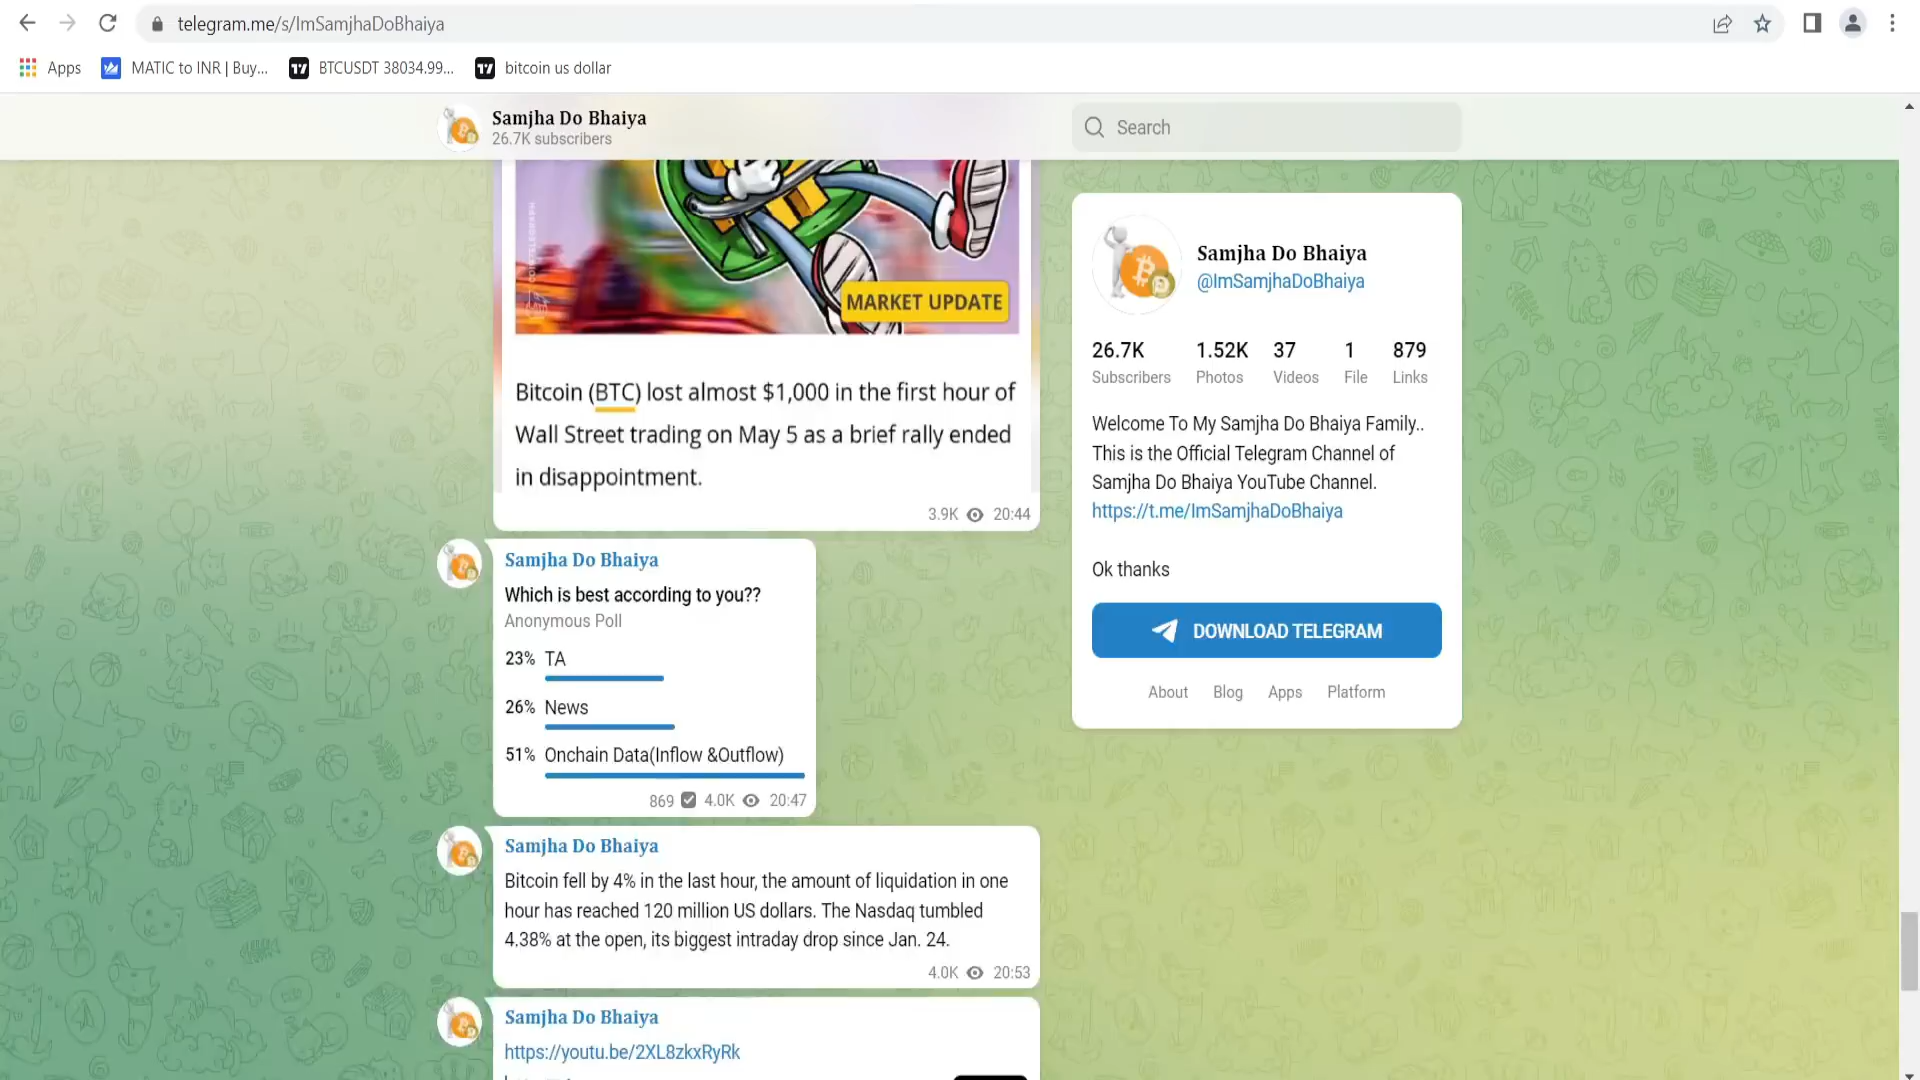 telegram.me/s/ImSamjhaDoBhaiya
Apps
MATIC to INR | Buy...
BTCUSDT 38034.99...
bitcoin us dollar
Samjha Do Bhaiya
26.7K subscribers
Search
MARKET UPDATE
Bitcoin (BTC) lost almost $1,000 in the first hour of
Wall Street trading on May 5 as a brief rally ended
in disappointment.
3.9K 20:44
Samjha Do Bhaiya
Which is best according to you??
Anonymous Poll
23% TA
26% News
51% Onchain Data(Inflow &Outflow)
869 4.0K 20:47
Samjha Do Bhaiya
Bitcoin fell by 4% in the last hour, the amount of liquidation in one
hour has reached 120 million US dollars. The Nasdaq tumbled
4.38% at the open, its biggest intraday drop since Jan. 24.
4.0K 20:53
Samjha Do Bhaiya
https://youtu.be/2XL8zkxRyRk
Samjha Do Bhaiya
@ImSamjhaDoBhaiya
26.7K 1.52K 37 1 879
Subscribers Photos Videos File Links
Welcome To My Samjha Do Bhaiya Family..
This is the Official Telegram Channel of
Samjha Do Bhaiya YouTube Channel.
https://t.me/ImSamjhaDoBhaiya
Ok thanks
DOWNLOAD TELEGRAM
About Blog Apps Platform